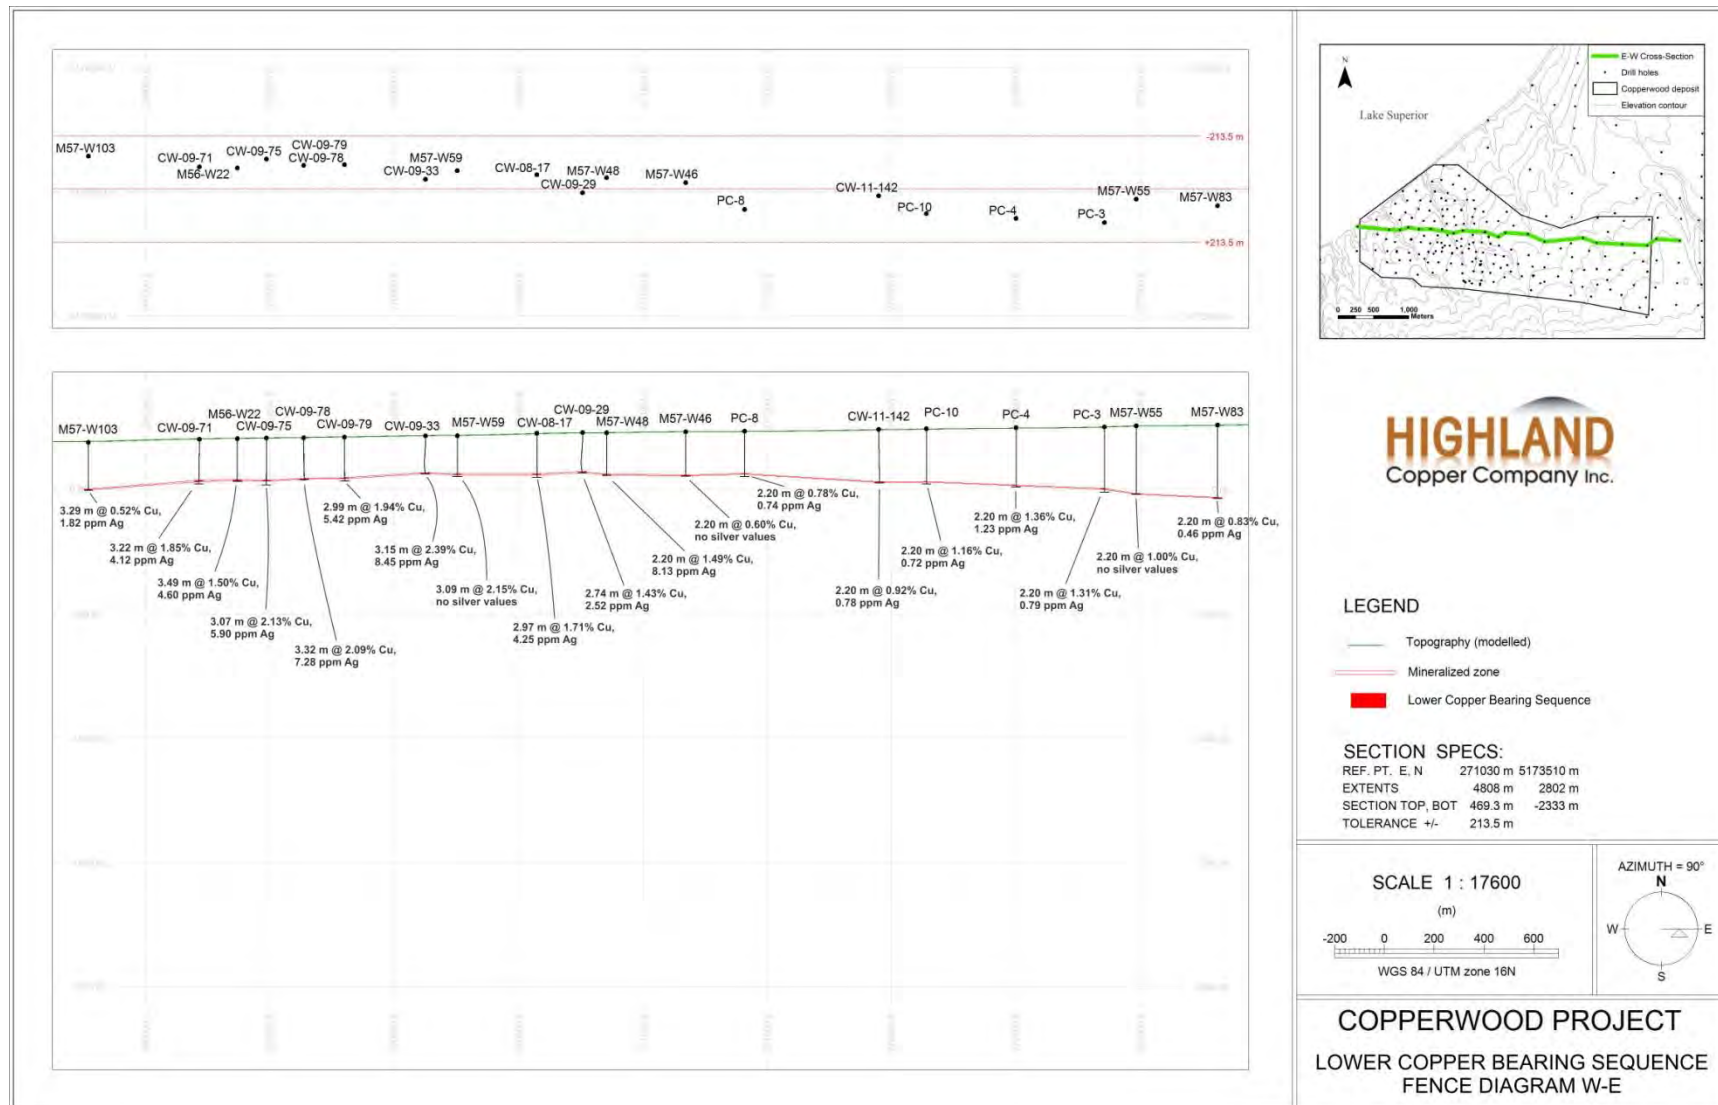 -213.5 m
M57-W103
CW-09-71
M56-W22
CW-09-75
CW-09-79
CW-09-78
CW-09-33
M57-W59
CW-08-17
CW-09-29
M57-W48
M57-W46
PC-8
CW-11-142
PC-10
PC-4
PC-3
M57-W55
M57-W83
+213.5 m
M57-W103
CW-09-71
M56-W22
CW-09-75
CW-09-78
CW-09-79
CW-09-33
M57-W59
CW-08-17
CW-09-29
M57-W48
M57-W46
PC-8
CW-11-142
PC-10
PC-4
PC-3
M57-W55
M57-W83
3.29 m @ 0.52% Cu,
1.82 ppm Ag
3.22 m @ 1.85% Cu,
4.12 ppm Ag
3.49 m @ 1.50% Cu,
4.60 ppm Ag
3.07 m @ 2.13% Cu,
5.90 ppm Ag
3.32 m @ 2.09% Cu,
7.28 ppm Ag
2.99 m @ 1.94% Cu,
5.42 ppm Ag
3.15 m @ 2.39% Cu,
8.45 ppm Ag
3.09 m @ 2.15% Cu,
no silver values
2.97 m @ 1.71% Cu,
4.25 ppm Ag
2.74 m @ 1.43% Cu,
2.52 ppm Ag
2.20 m @ 1.49% Cu,
8.13 ppm Ag
2.20 m @ 0.60% Cu,
no silver values
2.20 m @ 0.78% Cu,
0.74 ppm Ag
2.20 m @ 0.92% Cu,
0.78 ppm Ag
2.20 m @ 1.16% Cu,
0.72 ppm Ag
2.20 m @ 1.36% Cu,
1.23 ppm Ag
2.20 m @ 1.31% Cu,
0.79 ppm Ag
2.20 m @ 1.00% Cu,
no silver values
2.20 m @ 0.83% Cu,
0.46 ppm Ag
N
Lake Superior
E-W Cross-Section
Drill holes
Copperwood deposit
Elevation contour
0 250 500 1,000
Meters
HIGHLAND
Copper Company Inc.
LEGEND
Topography (modelled)
Mineralized zone
Lower Copper Bearing Sequence
SECTION SPECS:
REF. PT. E, N 271030 m 5173510 m
EXTENTS 4808 m 2802 m
SECTION TOP, BOT 469.3 m -2333 m
TOLERANCE +/- 213.5 m
SCALE 1 : 17600
(m)
-200 0 200 400 600
WGS 84 / UTM zone 16N
AZIMUTH = 90°
N
W E
S
COPPERWOOD PROJECT
LOWER COPPER BEARING SEQUENCE
FENCE DIAGRAM W-E